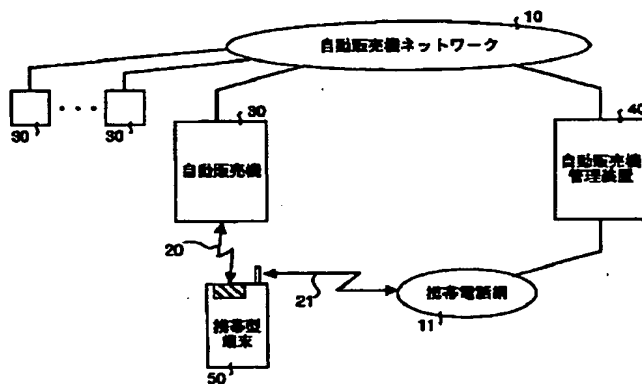 10
自動販売機ネットワーク
30
30
30
自動販売機
40
自動販売機
管理装置
20
21
携帯電話網
11
携帯型
端末
50